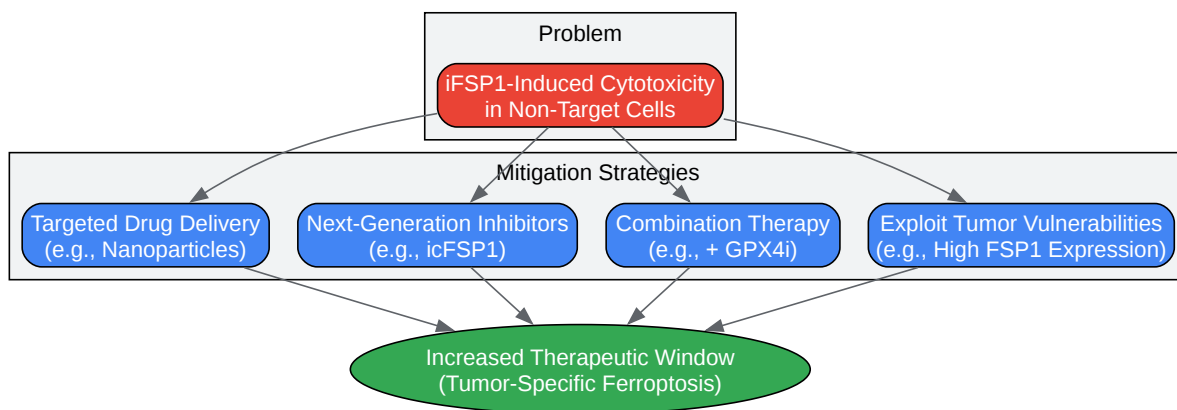 Problem
iFSP1-Induced Cytotoxicity
in Non-Target Cells
Mitigation Strategies
Targeted Drug Delivery
(e.g., Nanoparticles)
Next-Generation Inhibitors
(e.g., icFSP1)
Combination Therapy
(e.g., + GPX4i)
Exploit Tumor Vulnerabilities
(e.g., High FSP1 Expression)
Increased Therapeutic Window
(Tumor-Specific Ferroptosis)